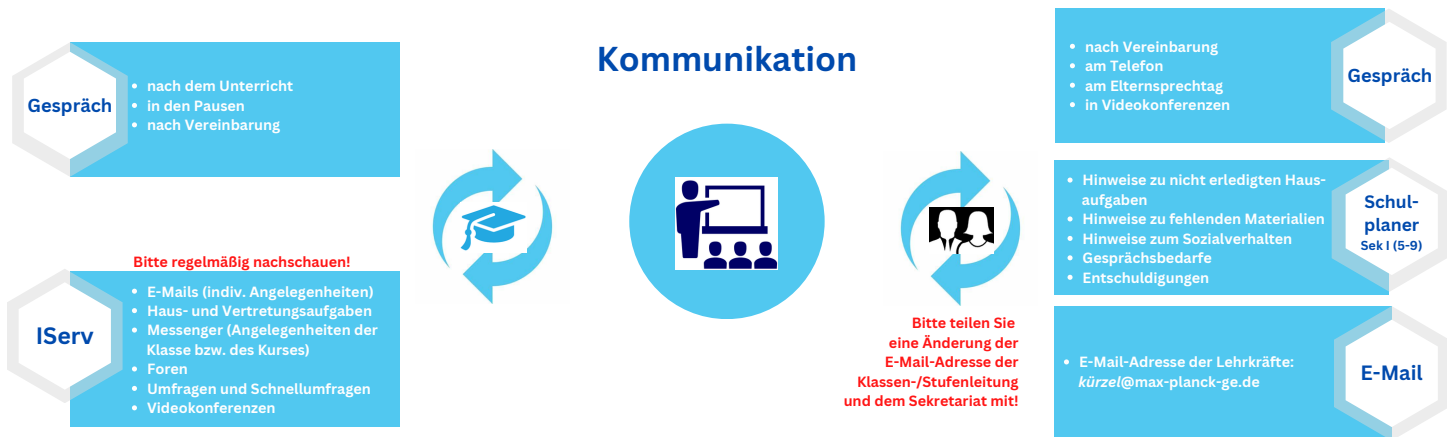 Kommunikation
Gespräch
• nach dem Unterricht
• in den Pausen
• nach Vereinbarung
Bitte regelmäßig nachschauen!
IServ
• E-Mails (indiv. Angelegenheiten)
• Haus- und Vertretungsaufgaben
• Messenger (Angelegenheiten der
Klasse bzw. des Kurses)
• Foren
• Umfragen und Schnellumfragen
• Videokonferenzen
• nach Vereinbarung
• am Telefon
• am Elternsprechtag
• in Videokonferenzen
Gespräch
• Hinweise zu nicht erledigten Haus-
aufgaben
• Hinweise zu fehlenden Materialien
• Hinweise zum Sozialverhalten
• Gesprächsbedarfe
• Entschuldigungen
Schul-
planer
Sek I (5-9)
Bitte teilen Sie
eine Änderung der
E-Mail-Adresse der
Klassen-/Stufenleitung
und dem Sekretariat mit!
• E-Mail-Adresse der Lehrkräfte:
kürzel@max-planck-ge.de
E-Mail